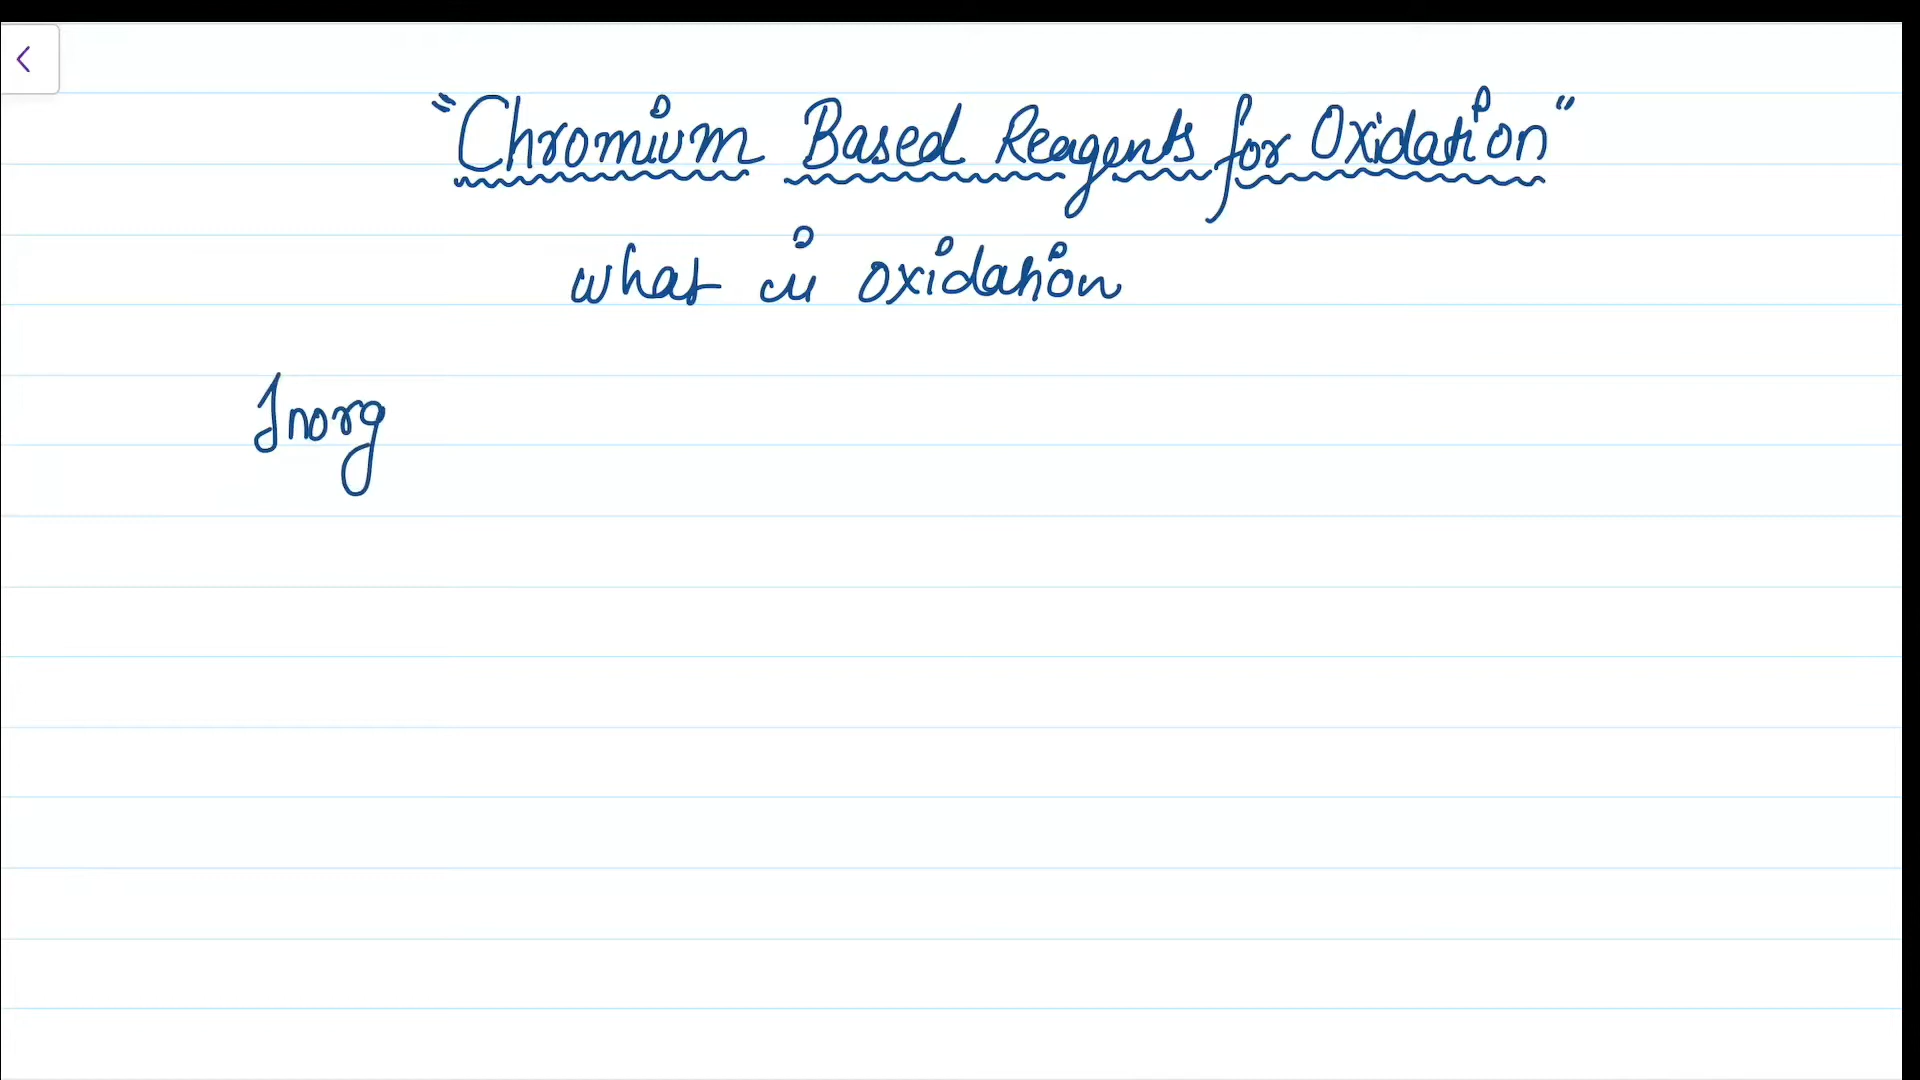 "Chromium Based Reagents for Oxidation"
what is oxidation
Inorg